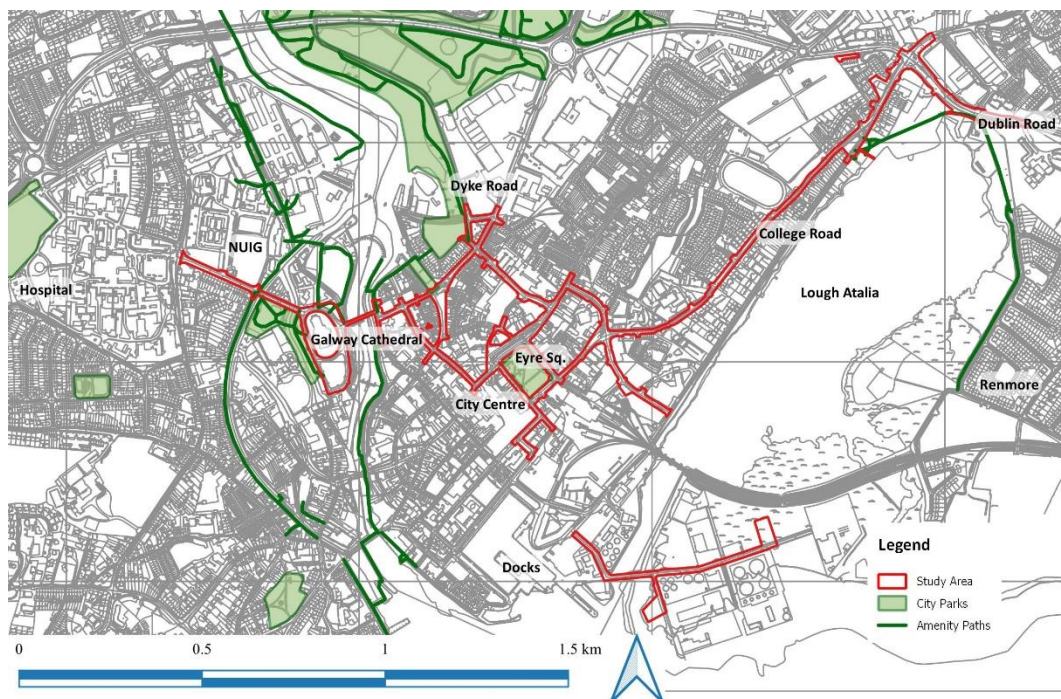 Dublin Road
Dyke Road
College Road
NUIG
Hospital
Lough Atalia
Galway Cathedral
Eyre Sq.
Renmore
City Centre
Docks
Legend
Study Area
City Parks
Amenity Paths
0 0.5 1 1.5 km